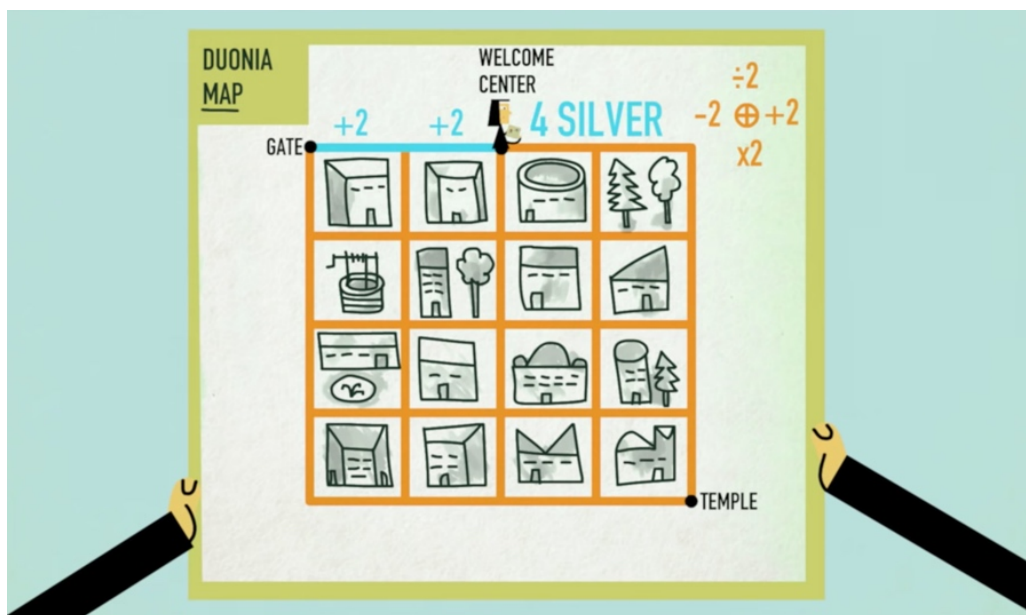 DUONIA
MAP
WELCOME
CENTER
÷2
+2
+2
4 SILVER
-2 ⊕ +2
x2
GATE
TEMPLE